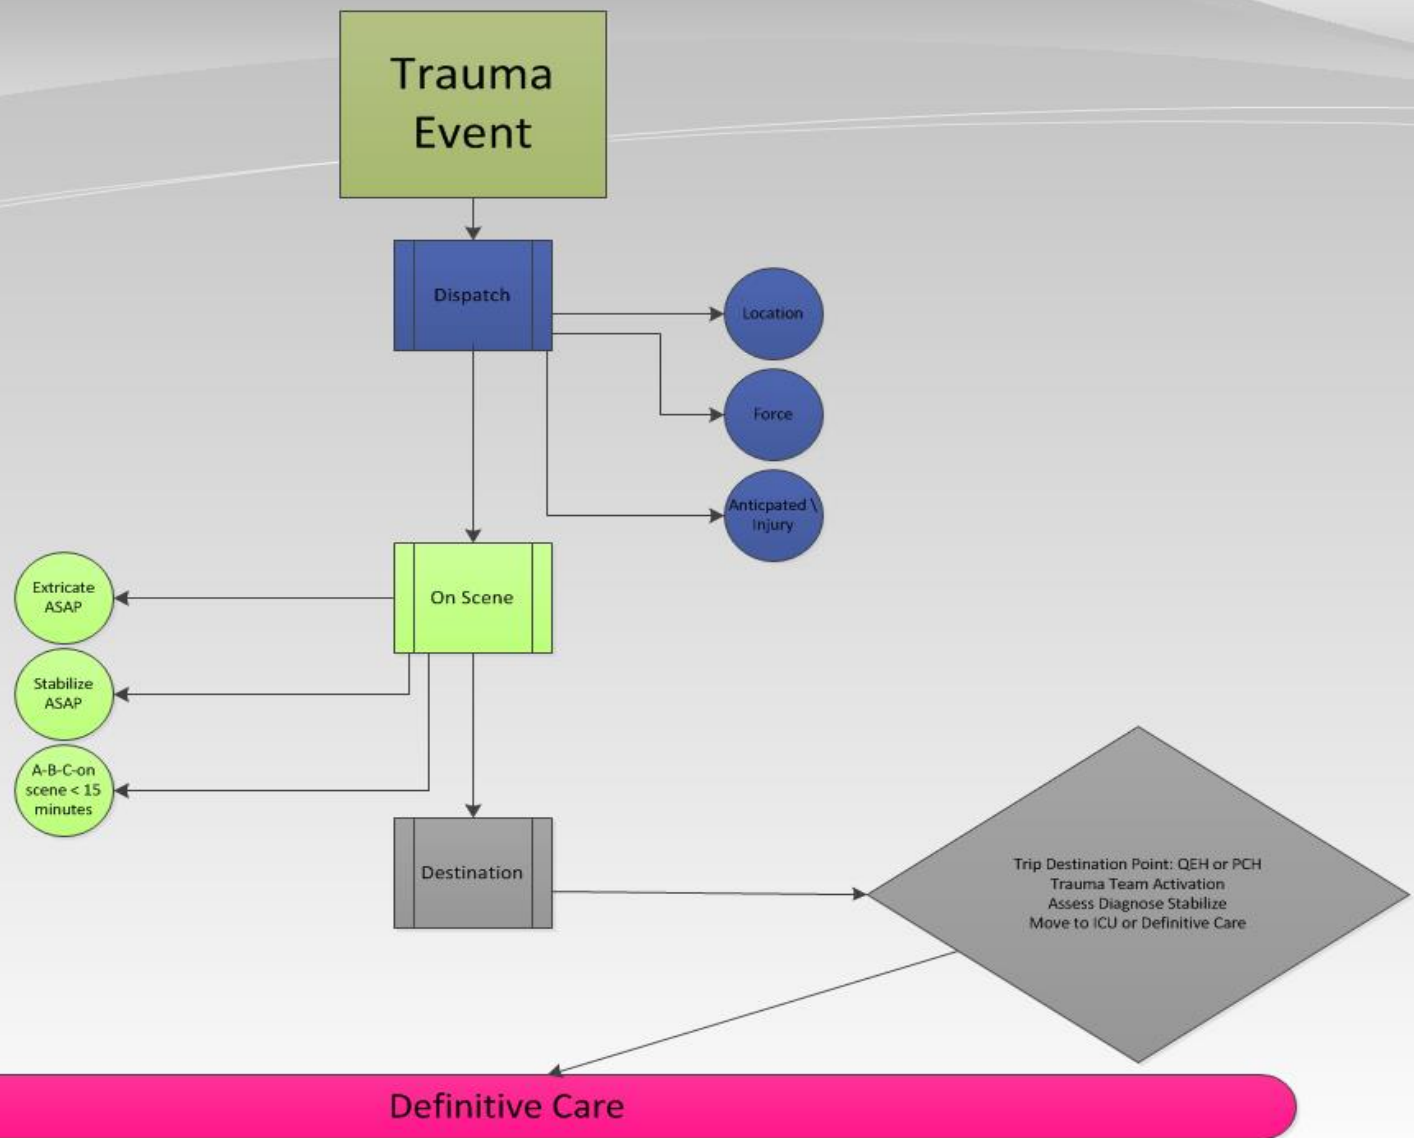 Trauma
Event
Dispatch
Location
Force
Anticpated \
Injury
On Scene
Extricate
ASAP
Stabilize
ASAP
A-B-C-on
scene < 15
minutes
Destination
Trip Destination Point: QEH or PCH
Trauma Team Activation
Assess Diagnose Stabilize
Move to ICU or Definitive Care
Definitive Care